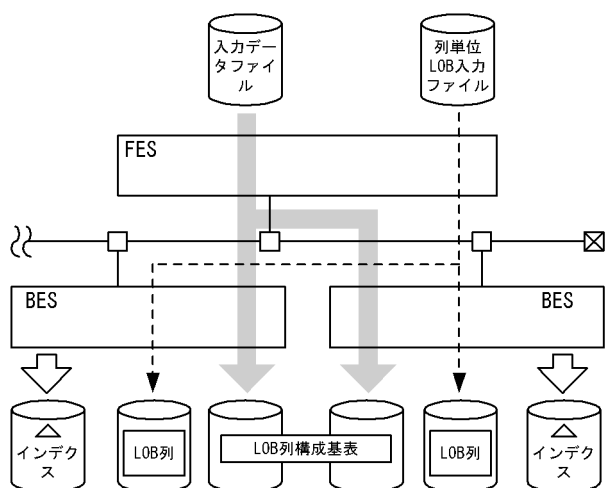 入力デー
タファイ
ル
列単位
LOB入力
ファイル
FES
BES
BES
インデク
ス
LOB列
LOB列構成基表
LOB列
インデク
ス